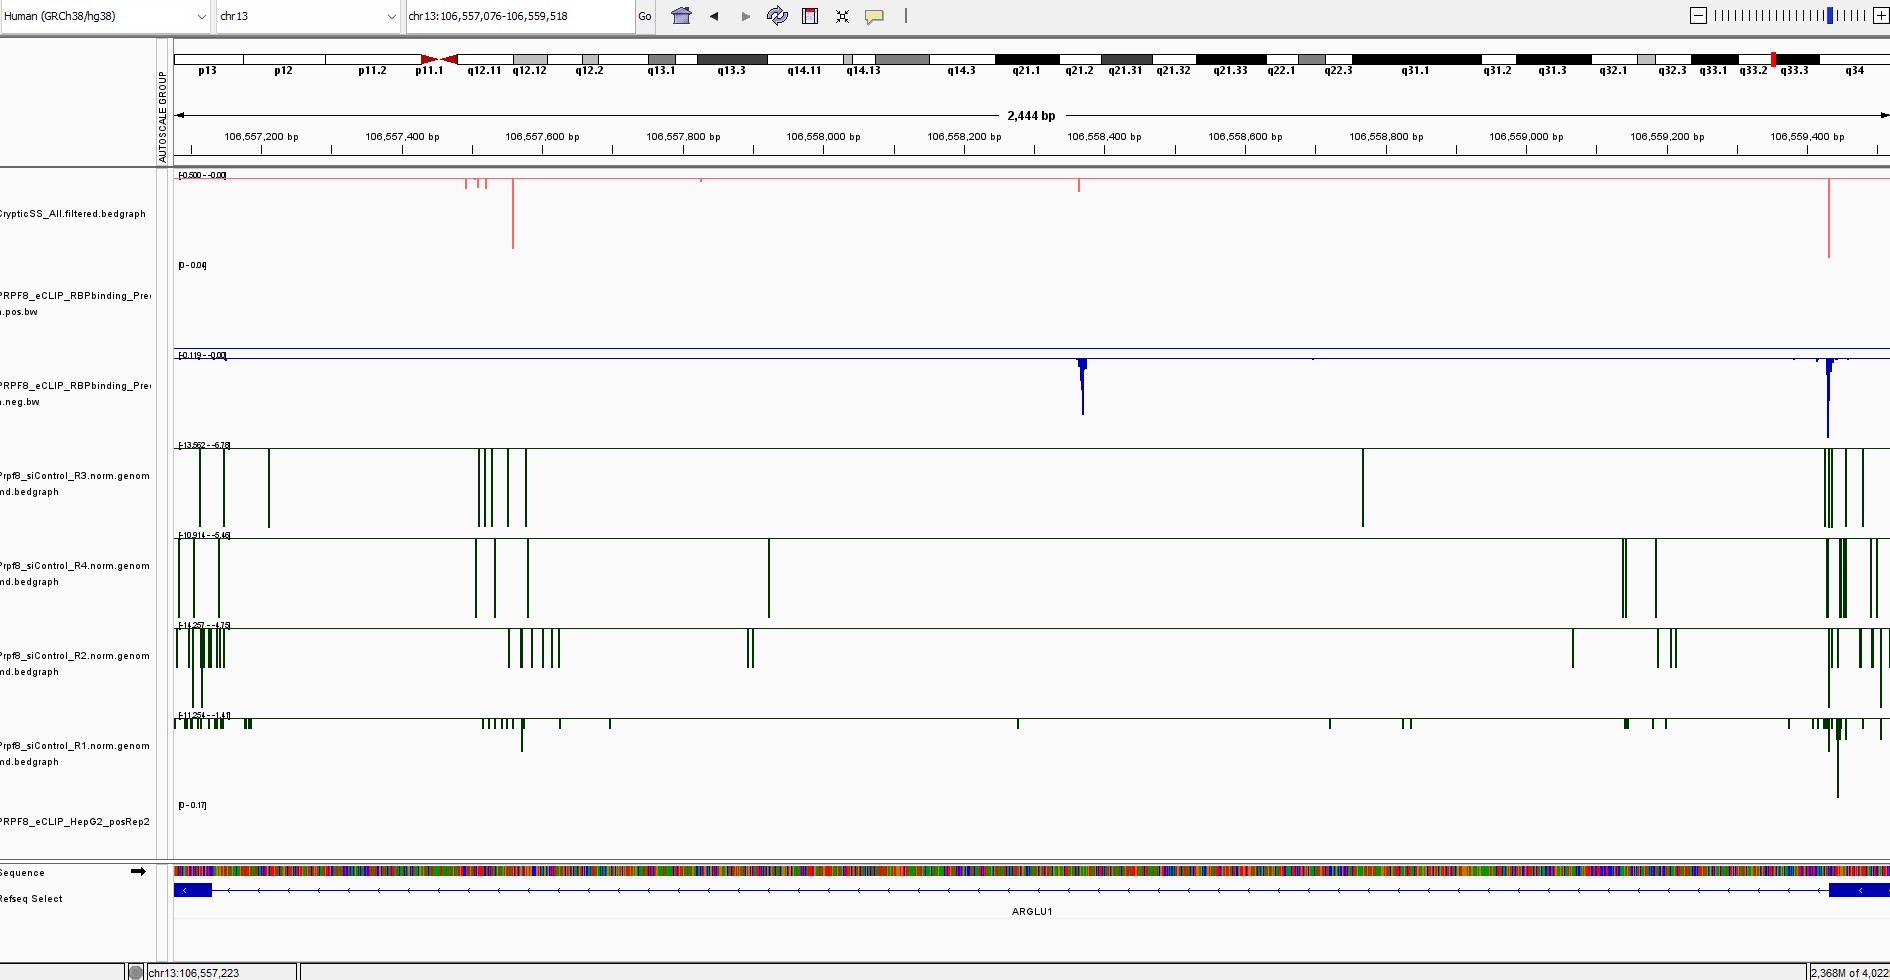 Human (GRCh38/hg38) chr13 chr13:106,557,076-106,559,518 Go
p13 p12 p11.2 p11.1 q12.11 q12.12 q12.2 q13.1 q13.3 q14.11 q14.13 q14.3 q21.1 q21.2 q21.31 q21.32 q21.33 q22.1 q22.3 q31.1 q31.2 q31.3 q32.1 q32.3 q33.1 q33.2 q33.3 q34
AUTOSCALE GROUP
2,444 bp
106,557,200 bp 106,557,400 bp 106,557,600 bp 106,557,800 bp 106,558,000 bp 106,558,200 bp 106,558,400 bp 106,558,600 bp 106,558,800 bp 106,559,000 bp 106,559,200 bp 106,559,400 bp
[-0.500 - -0.00]
CrypticSS_All.filtered.bedgraph
[0 - 0.04]
PRPF8_eCLIP_RBPbinding_Pre
.pos.bw
[-0.119 - -0.00]
PRPF8_eCLIP_RBPbinding_Pre
.neg.bw
[-13.562 - -6.78]
Prpf8_siControl_R3.norm.genom
nd.bedgraph
[-10.914 - -5.46]
Prpf8_siControl_R4.norm.genom
nd.bedgraph
[-14.257 - -4.75]
Prpf8_siControl_R2.norm.genom
nd.bedgraph
[-11.254 - -1.41]
Prpf8_siControl_R1.norm.genom
nd.bedgraph
[0 - 0.17]
PRPF8_eCLIP_HepG2_posRep2
Sequence
Refseq Select
ARGLU1
chr13:106,557,223
2,368M of 4,022